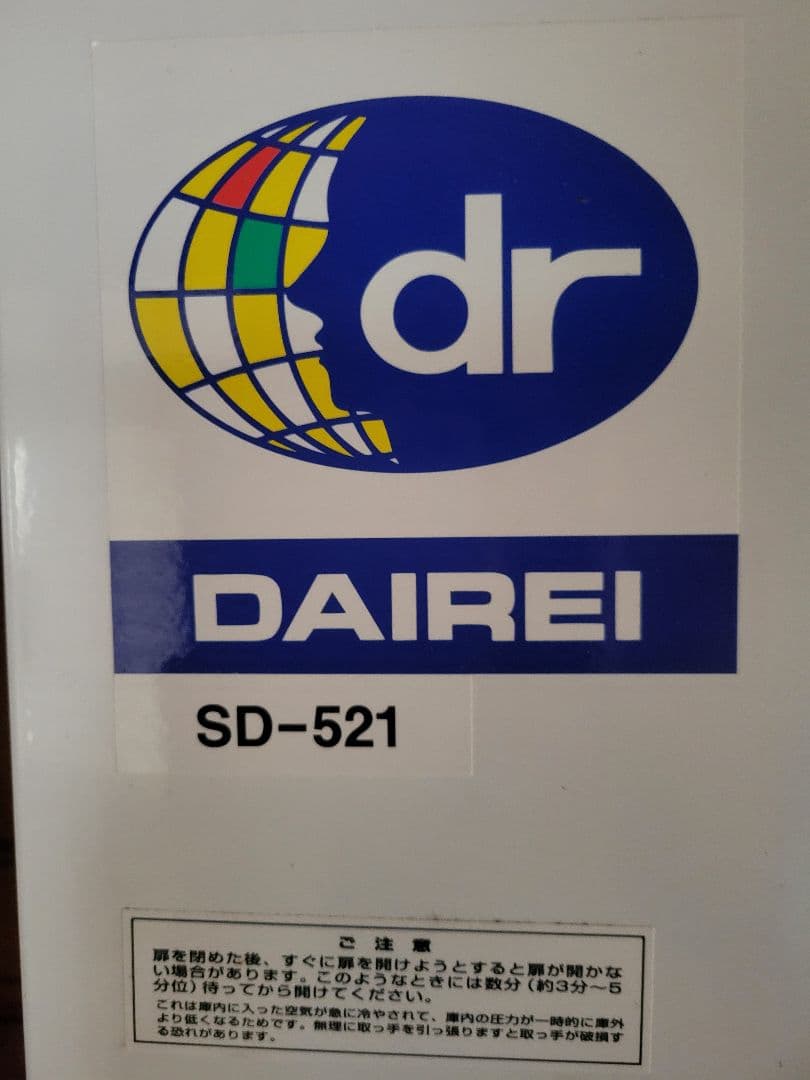 dr
DAIREI
SD-521
ご注意
扉を閉めた後、すぐに扉を開けようとすると扉が開かな
い場合があります。このようなときには数分（約3分～5
分位）待ってから開けてください。
これは庫内に入った空気が急に冷やされて、庫内の圧力が一時的に庫外
より低くなるためです。無理に取っ手を引っ張りますと取っ手が破損す
る恐れがあります。